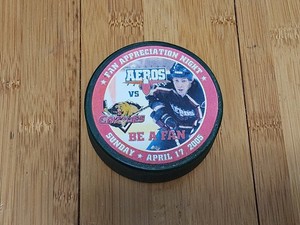 ★ FAN APPRECIATION NIGHT ★
AEROS
VS
BE A FAN
SUNDAY • APRIL 17, 2005